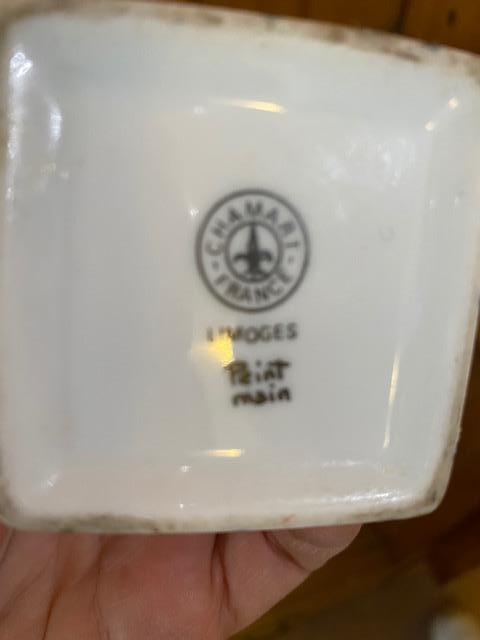 CHAMART
FRANCE
LIMOGES
Peint
main